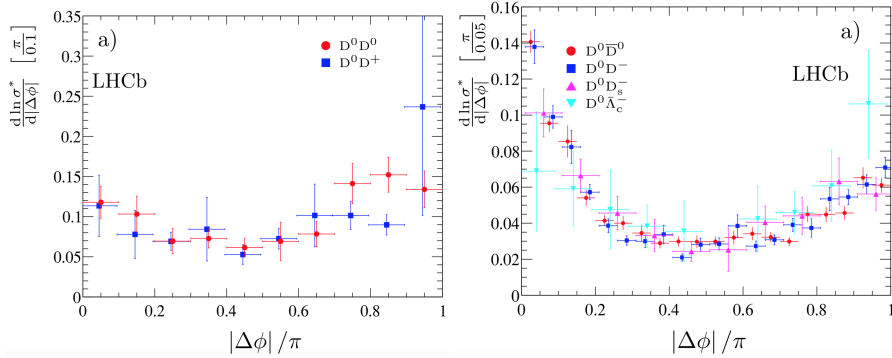 a)
D⁰D⁰
D⁰D⁺
LHCb
d ln σ* / d|Δϕ| [π / 0.1]
0.35
0.3
0.25
0.2
0.15
0.1
0.05
0
0 0.2 0.4 0.6 0.8 1
|Δϕ| /π
a)
D⁰D̅⁰
D⁰D⁻
D⁰Dₛ⁻
D⁰Λ̄c⁻
LHCb
d ln σ* / d|Δϕ| [π / 0.05]
0.16
0.14
0.12
0.1
0.08
0.06
0.04
0.02
0
0 0.2 0.4 0.6 0.8 1
|Δϕ| /π